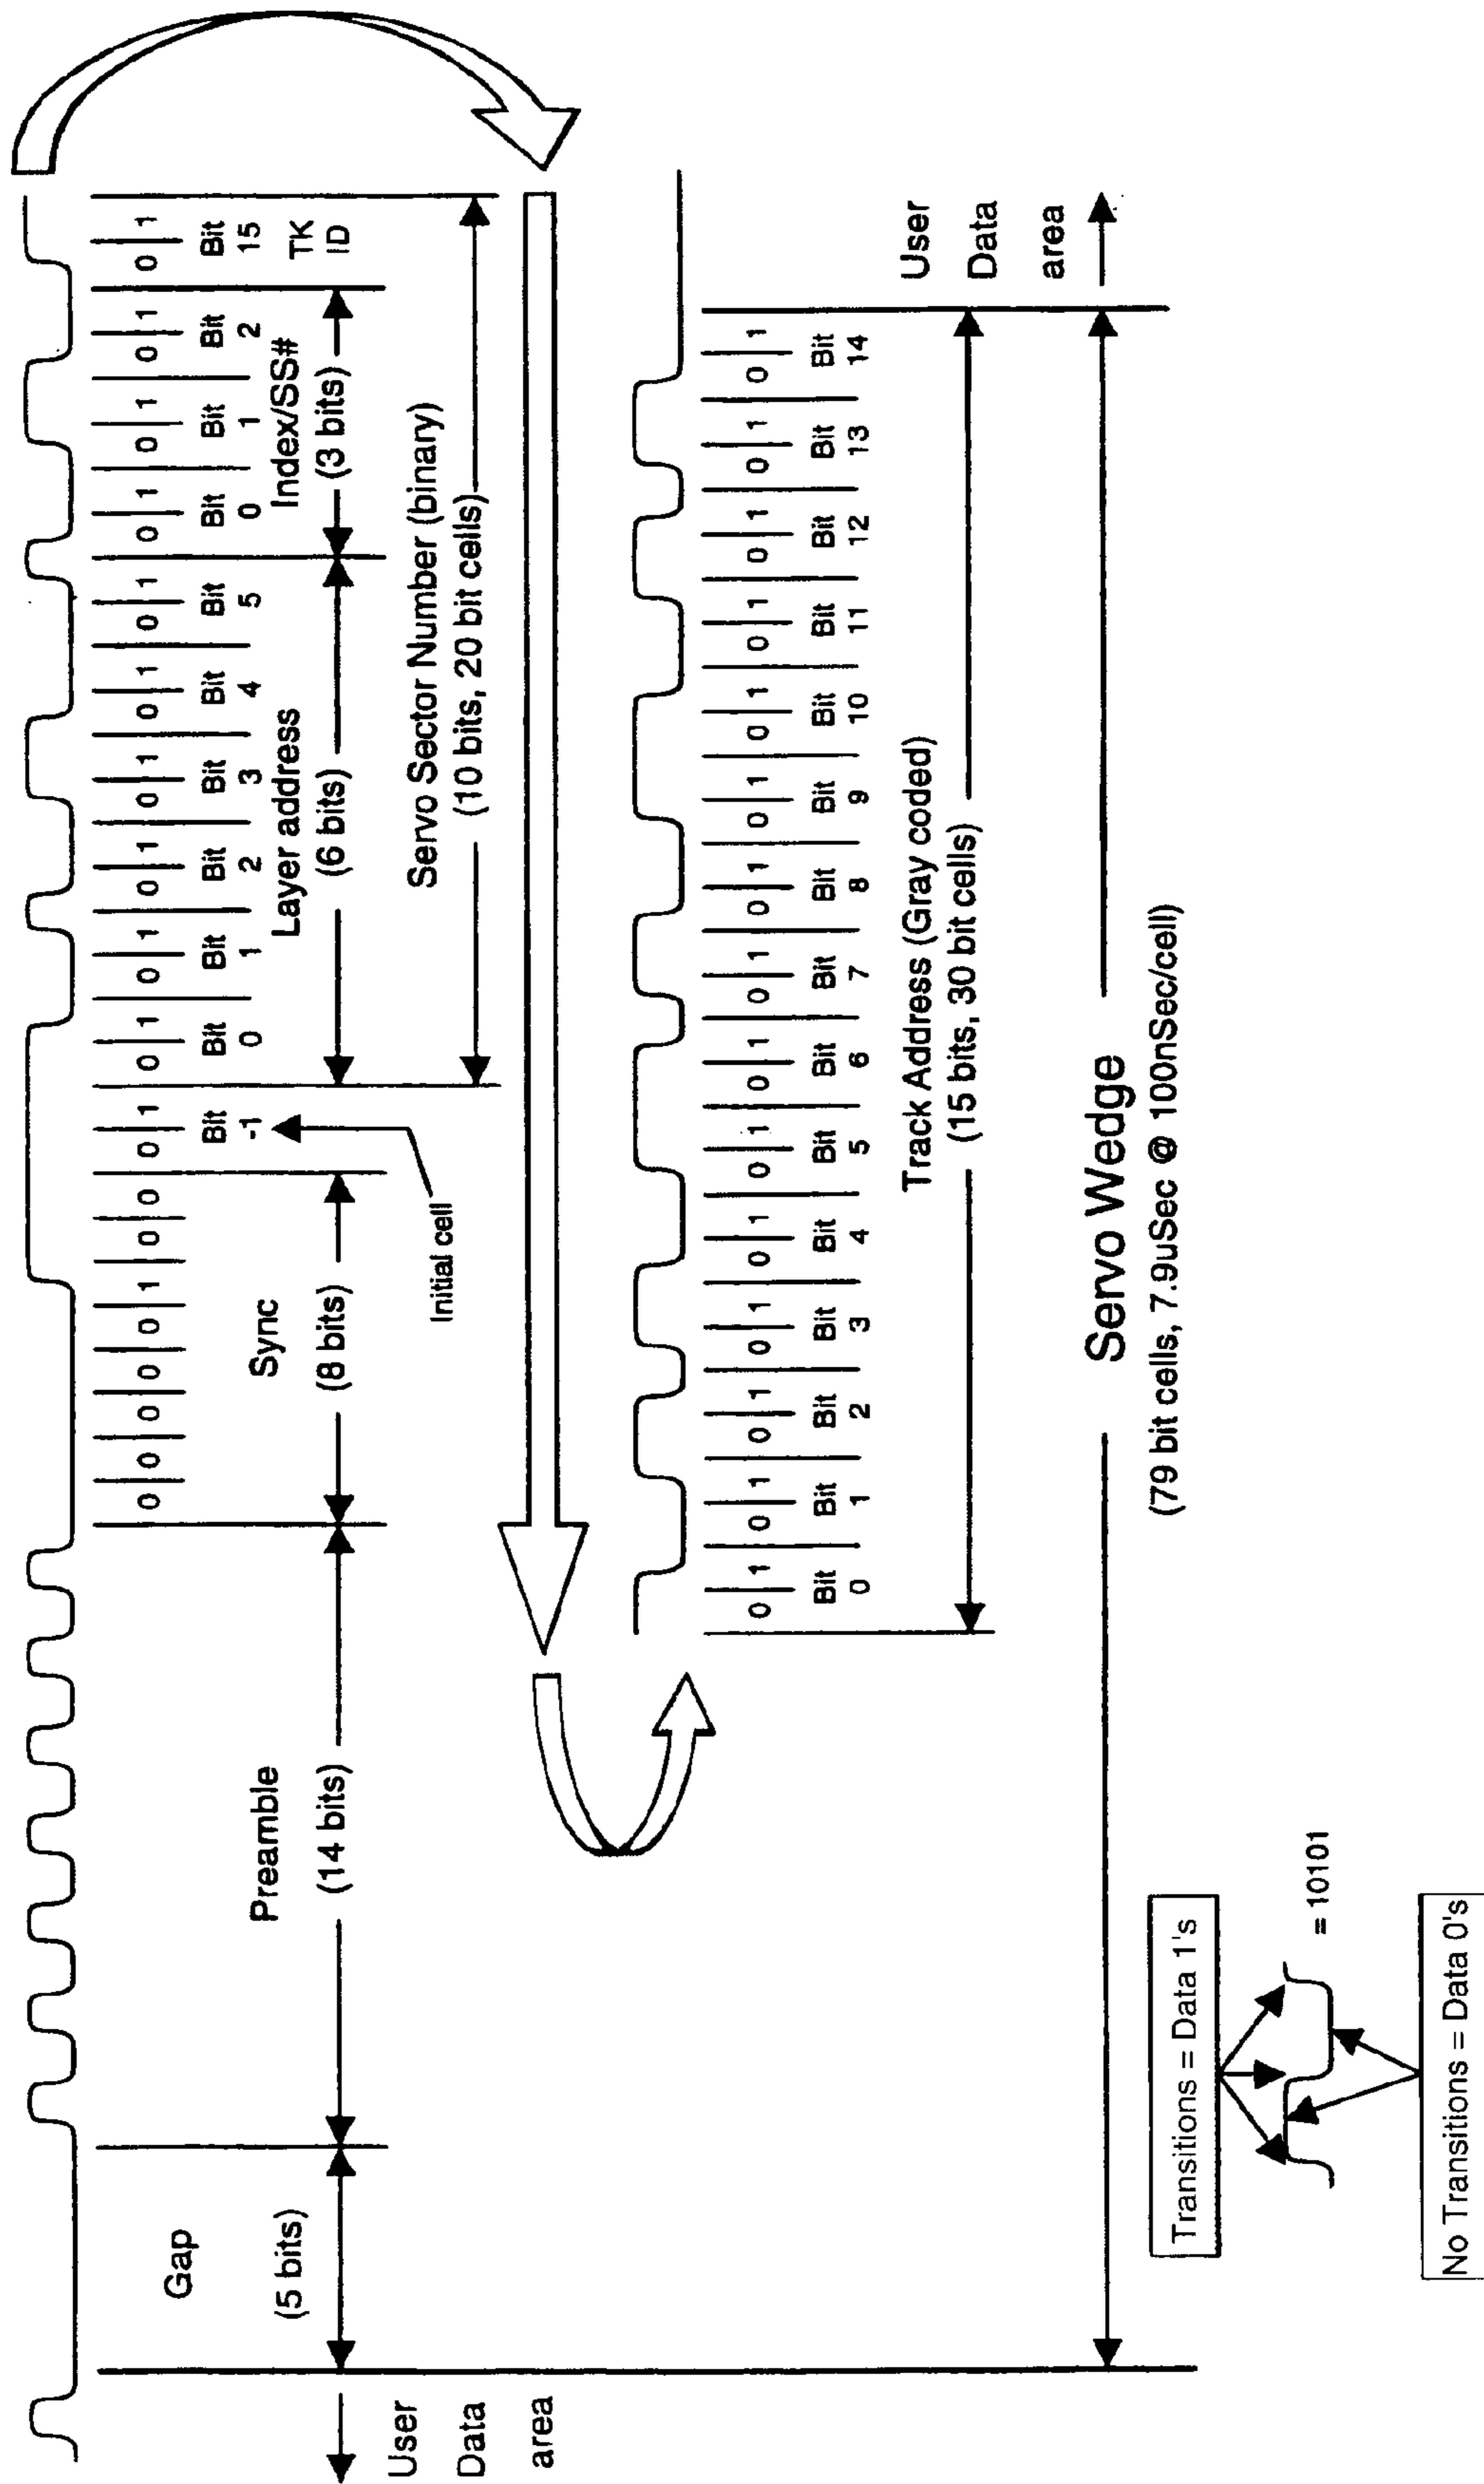 0 0 0 0 0 1 0 0 0 1 0 1 0 1 0 1 0 1 0 1 0 1 0 1 0 1 0 1 0 1
Gap
(5 bits)
Preamble
(14 bits)
Sync
(8 bits)
Bit -1
Initial cell
Bit 0
Bit 1
Bit 2
Bit 3
Bit 4
Bit 5
Layer address
(6 bits)
Bit 0
Bit 1
Bit 2
Index/SS#
(3 bits)
Bit 15
TK
ID
User
Data
area
Servo Sector Number (binary)
(10 bits, 20 bit cells)
0 1 0 1 0 1 0 1 0 1 0 1 0 1 0 1 0 1 0 1 0 1 0 1 0 1 0 1 0 1
Bit Bit Bit Bit Bit Bit Bit Bit Bit Bit Bit Bit Bit Bit Bit
0 1 2 3 4 5 6 7 8 9 10 11 12 13 14
User
Data
area
Track Address (Gray coded)
(15 bits, 30 bit cells)
Servo Wedge
(79 bit cells, 7.9uSec @ 100nSec/cell)
Transitions = Data 1's
= 10101
No Transitions = Data 0's